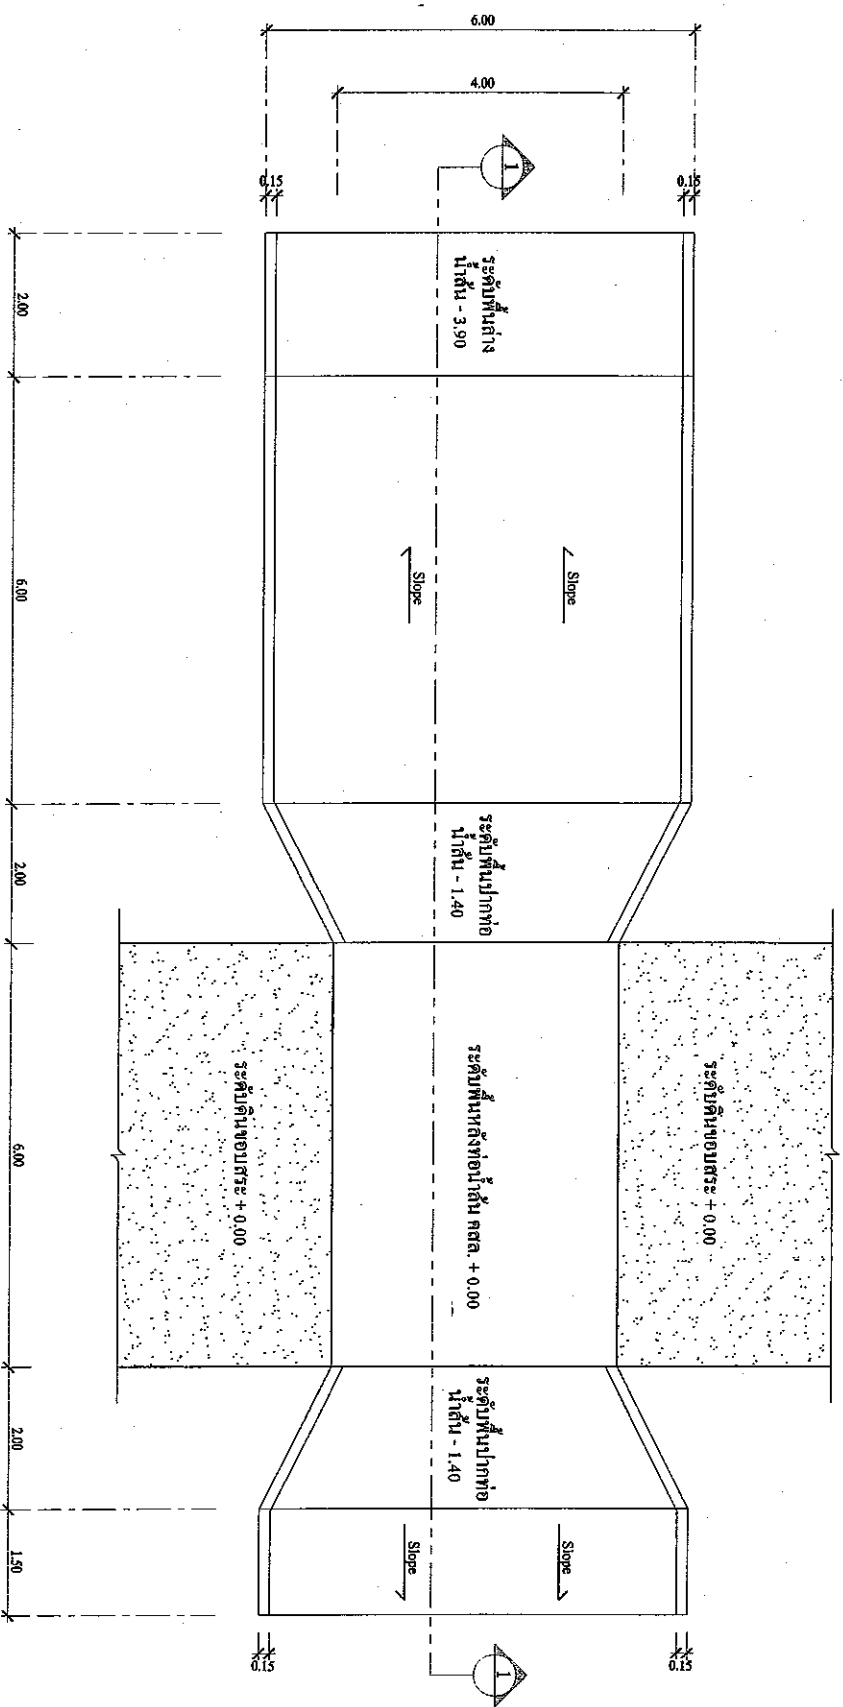 6.00
4.00
0.15
0.15
1
ระดับพื้นล่าง
น้ำล้น - 3.90
Slope
Slope
ระดับพื้นปากท่อ
น้ำล้น - 1.40
ระดับดินขอบสระ + 0.00
ระดับพื้นหลังท่อน้ำล้น คสล. + 0.00
ระดับดินขอบสระ + 0.00
ระดับพื้นปากท่อ
น้ำล้น - 1.40
Slope
Slope
1
0.15
0.15
2.00
6.00
2.00
6.00
2.00
1.50